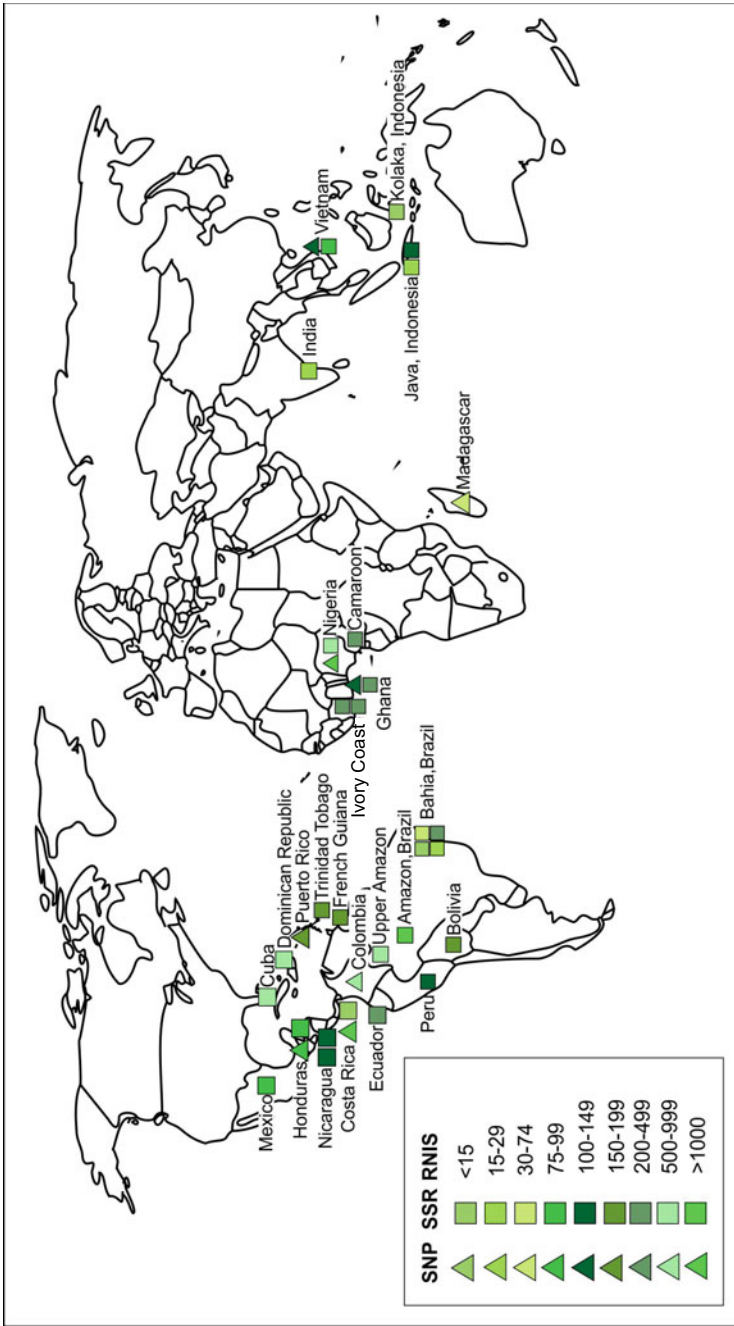 Mexico
Honduras
Nicaragua
Costa Rica
Cuba
Dominican Republic
Puerto Rico
Trinidad Tobago
French Guiana
Colombia
Ecuador
Upper Amazon
Amazon,Brazil
Peru
Bolivia
Bahia,Brazil
Ivory Coast
Ghana
Nigeria
Camaroon
Madagascar
India
Vietnam
Java, Indonesia
Kolaka, Indonesia
SNP SSR RNIS
<15
15-29
30-74
75-99
100-149
150-199
200-499
500-999
>1000